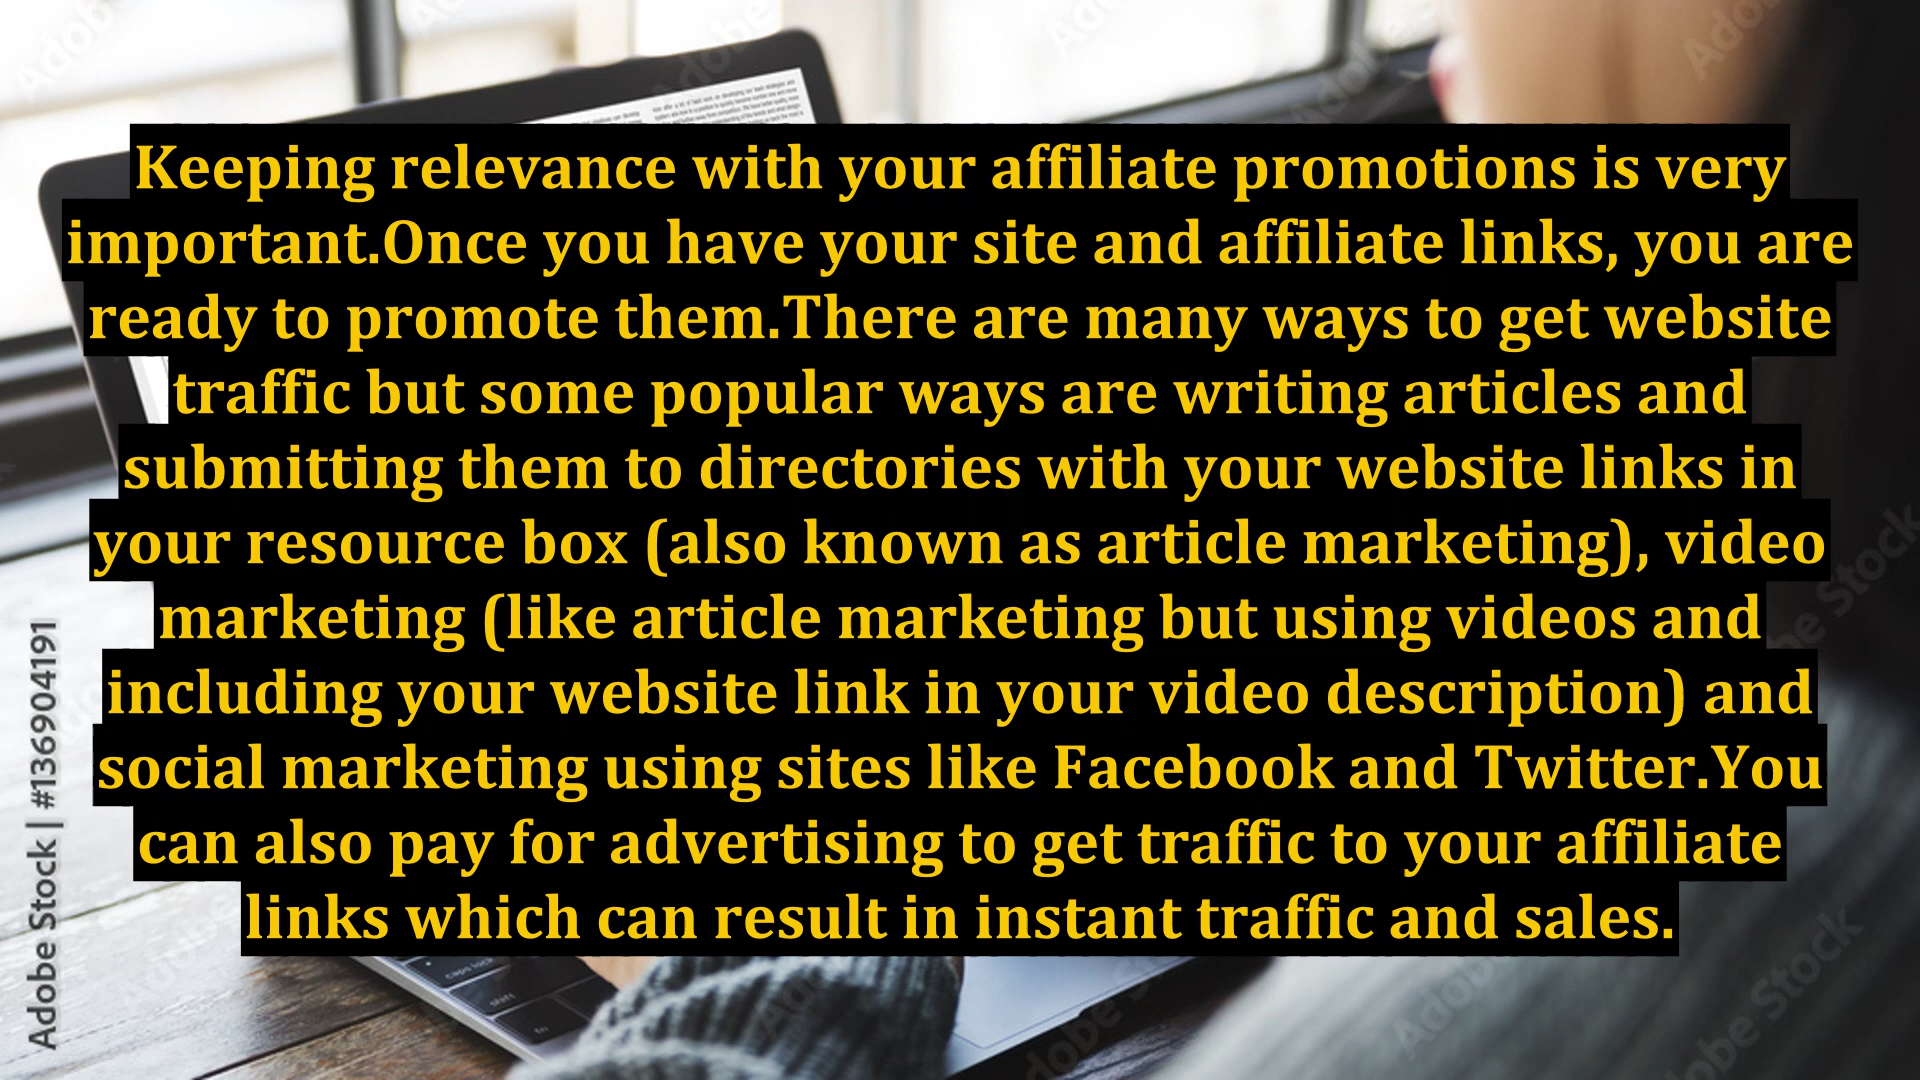 Keeping relevance with your affiliate promotions is very
important.Once you have your site and affiliate links, you are
ready to promote them.There are many ways to get website
traffic but some popular ways are writing articles and
submitting them to directories with your website links in
your resource box (also known as article marketing), video
marketing (like article marketing but using videos and
including your website link in your video description) and
social marketing using sites like Facebook and Twitter.You
can also pay for advertising to get traffic to your affiliate
links which can result in instant traffic and sales.
Adobe Stock | #136904191
caps lock
start
fn